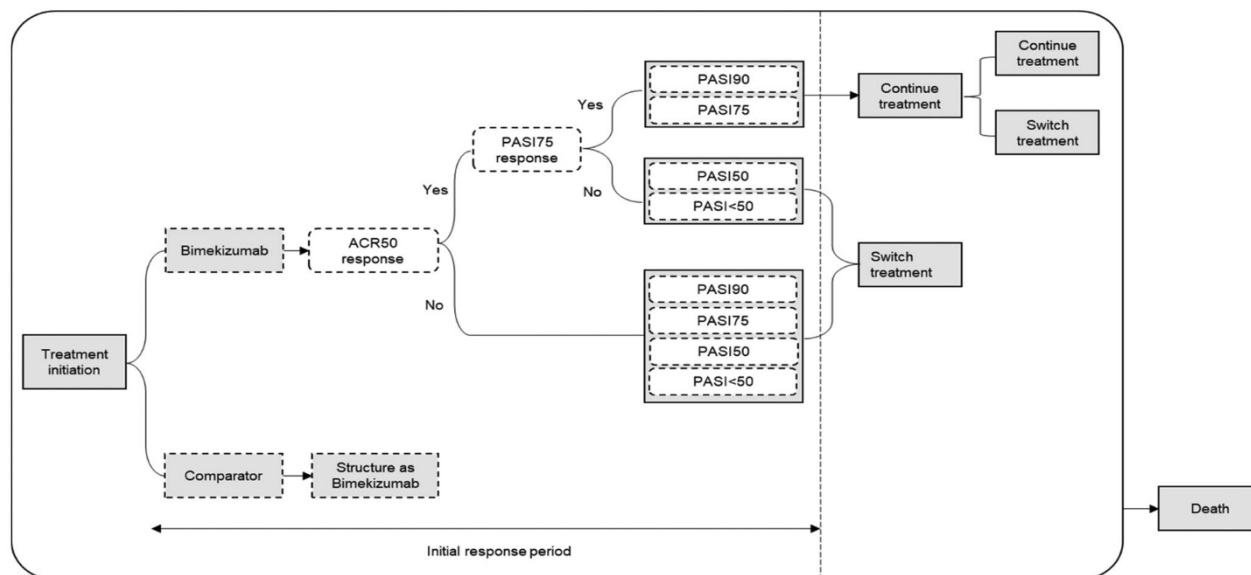 Continue
treatment
PASI90
PASI75
Continue
treatment
Yes
Switch
treatment
PASI75
response
PASI50
PASI<50
No
Yes
Bimekizumab
ACR50
response
Switch
treatment
PASI90
PASI75
PASI50
PASI<50
No
Treatment
initiation
Comparator
Structure as
Bimekizumab
Death
Initial response period